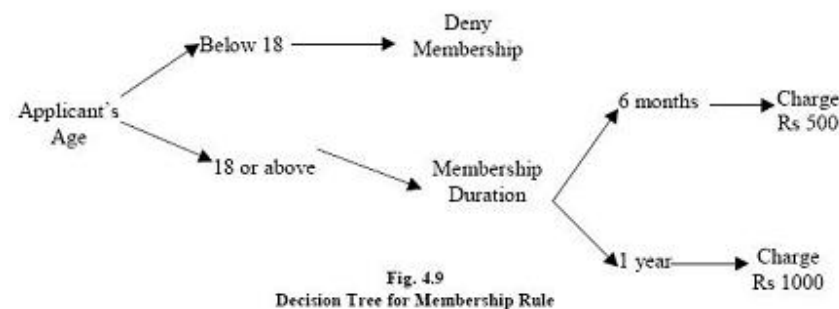 Applicant`s
Age
Below 18
Deny
Membership
18 or above
Membership
Duration
6 months
Charge
Rs 500
1 year
Charge
Rs 1000
Fig. 4.9
Decision Tree for Membership Rule